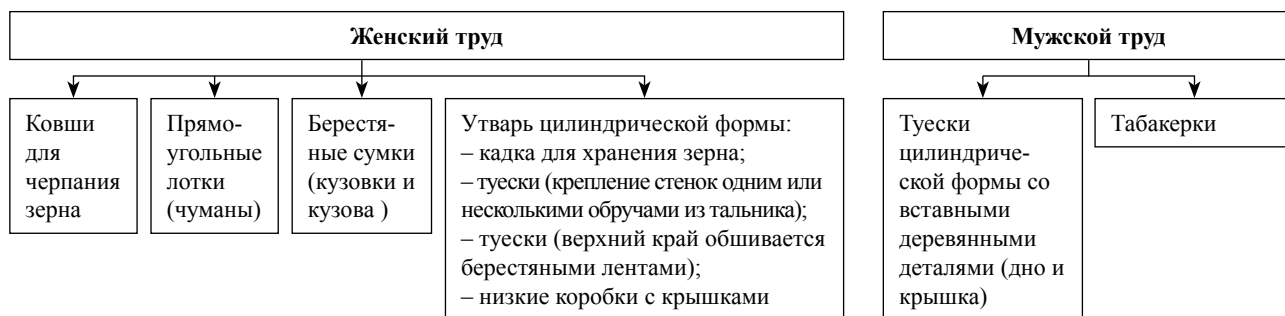 Женский труд
Мужской труд
Ковши
для
черпания
зерна
Прямо-
угольные
лотки
(чуманы)
Берестя-
ные сумки
(кузовки и
кузова )
Утварь цилиндрической формы:
– кадка для хранения зерна;
– туески (крепление стенок одним или
несколькими обручами из тальника);
– туески (верхний край обшивается
берестяными лентами);
– низкие коробки с крышками
Туески
цилиндриче-
ской формы со
вставными
деревянными
деталями (дно и
крышка)
Табакерки